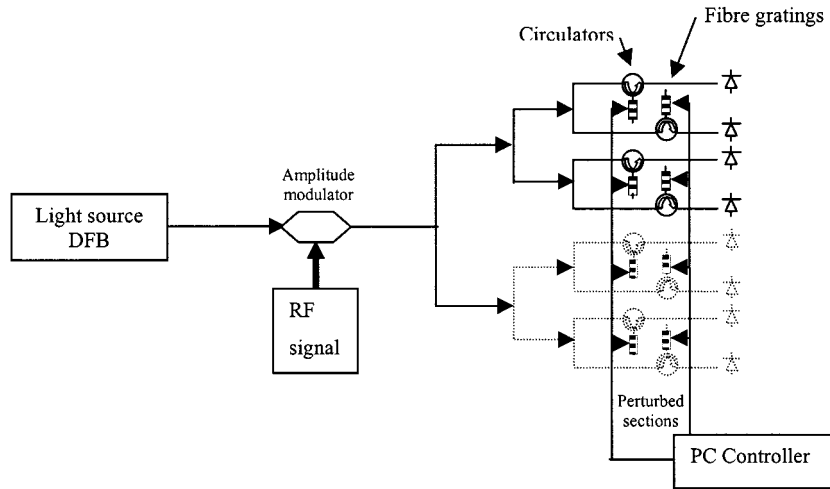 Fibre gratings
Circulators
Amplitude
modulator
Light source
DFB
RF
signal
Perturbed
sections
PC Controller